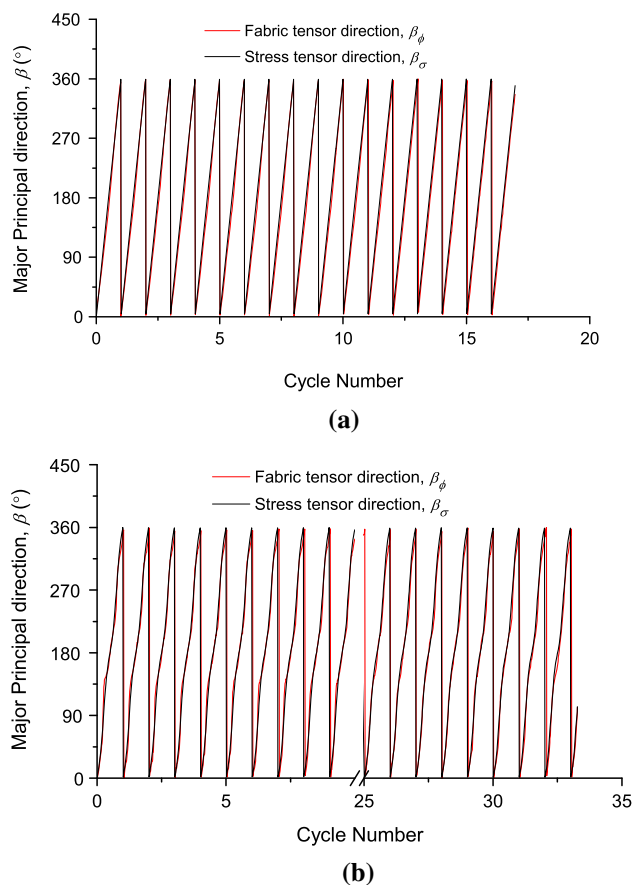 450
360
270
180
90
0
Major Principal direction, β (°)
Fabric tensor direction, βϕ
Stress tensor direction, βσ
0 5 10 15 20
Cycle Number
(a)
450
360
270
180
90
0
Major Principal direction, β (°)
Fabric tensor direction, βϕ
Stress tensor direction, βσ
0 5 25 30 35
Cycle Number
(b)